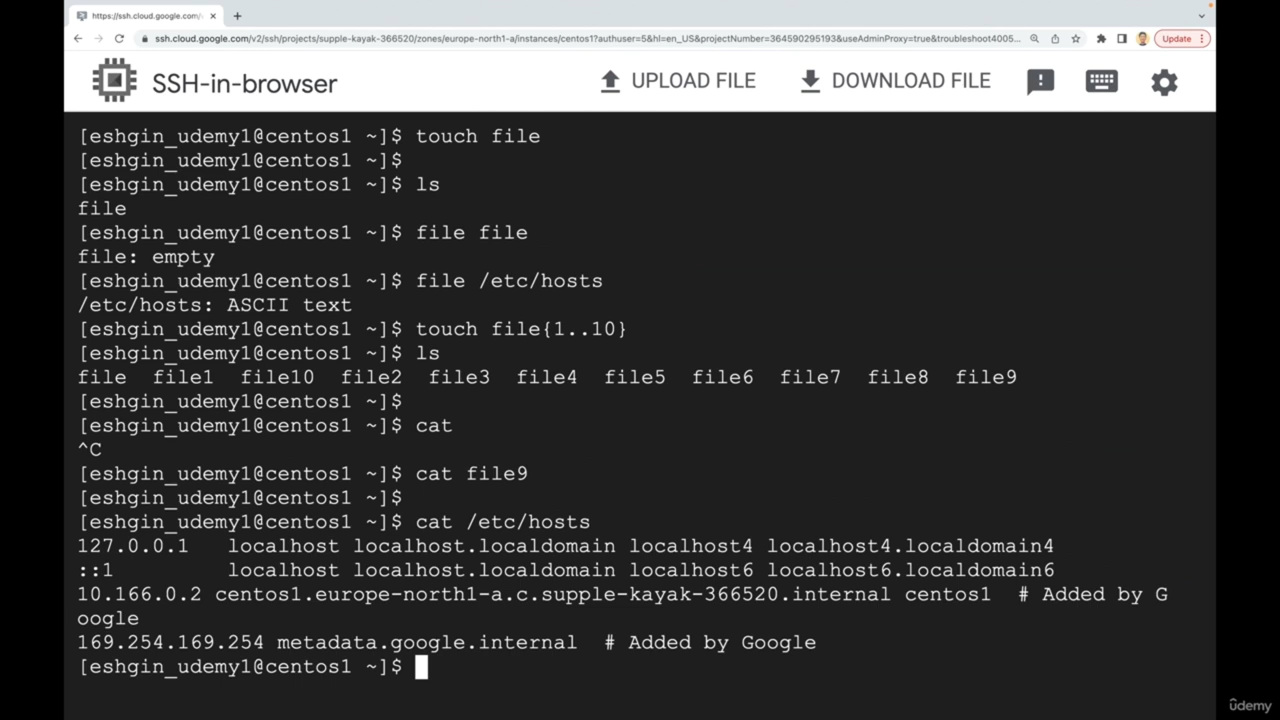 https://ssh.cloud.google.com/v
ssh.cloud.google.com/v2/ssh/projects/supple-kayak-366520/zones/europe-north1-a/instances/centos1?authuser=5&hl=en_US&projectNumber=364590295193&useAdminProxy=true&troubleshoot4005...
Update
SSH-in-browser
UPLOAD FILE
DOWNLOAD FILE
[eshgin_udemy1@centos1 ~]$ touch file
[eshgin_udemy1@centos1 ~]$
[eshgin_udemy1@centos1 ~]$ ls
file
[eshgin_udemy1@centos1 ~]$ file file
file: empty
[eshgin_udemy1@centos1 ~]$ file /etc/hosts
/etc/hosts: ASCII text
[eshgin_udemy1@centos1 ~]$ touch file{1..10}
[eshgin_udemy1@centos1 ~]$ ls
file file1 file10 file2 file3 file4 file5 file6 file7 file8 file9
[eshgin_udemy1@centos1 ~]$
[eshgin_udemy1@centos1 ~]$ cat
^C
[eshgin_udemy1@centos1 ~]$ cat file9
[eshgin_udemy1@centos1 ~]$
[eshgin_udemy1@centos1 ~]$ cat /etc/hosts
127.0.0.1 localhost localhost.localdomain localhost4 localhost4.localdomain4
::1 localhost localhost.localdomain localhost6 localhost6.localdomain6
10.166.0.2 centos1.europe-north1-a.c.supple-kayak-366520.internal centos1 # Added by G
oogle
169.254.169.254 metadata.google.internal # Added by Google
[eshgin_udemy1@centos1 ~]$
udemy